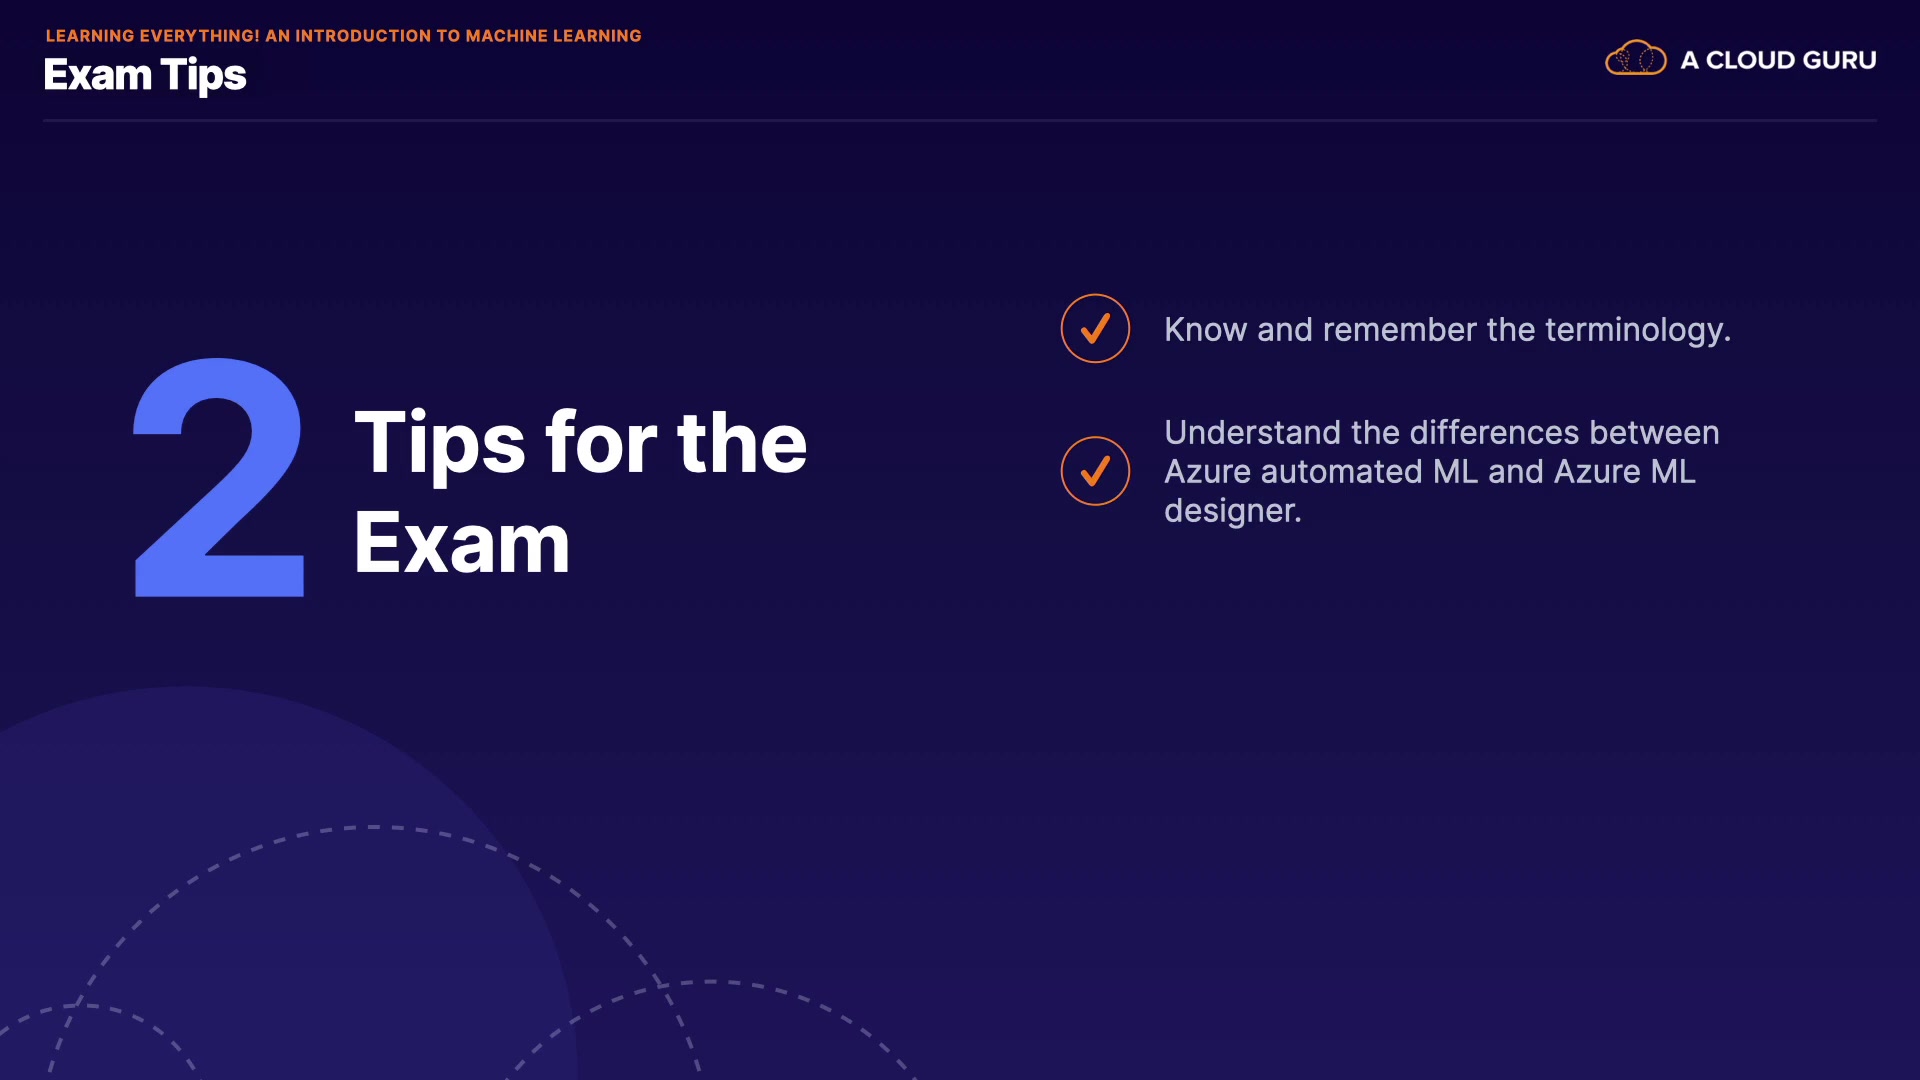 LEARNING EVERYTHING! AN INTRODUCTION TO MACHINE LEARNING
Exam Tips
A CLOUD GURU
2
Tips for the
Exam
Know and remember the terminology.
Understand the differences between
Azure automated ML and Azure ML
designer.